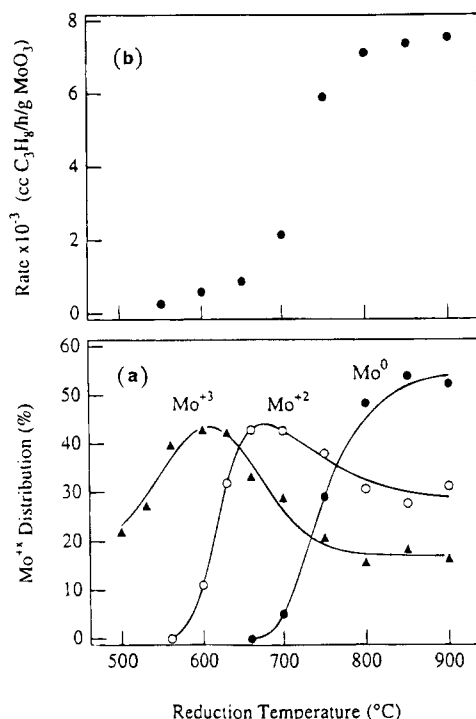 (b)
Rate x10⁻³ (cc C₃H₈/h/g MoO₃)
8
6
4
2
0
(a)
Mo⁺³
Mo⁺²
Mo⁰
Mo⁺ˣ Distribution (%)
60
50
40
30
20
10
0
500 600 700 800 900
Reduction Temperature (°C)